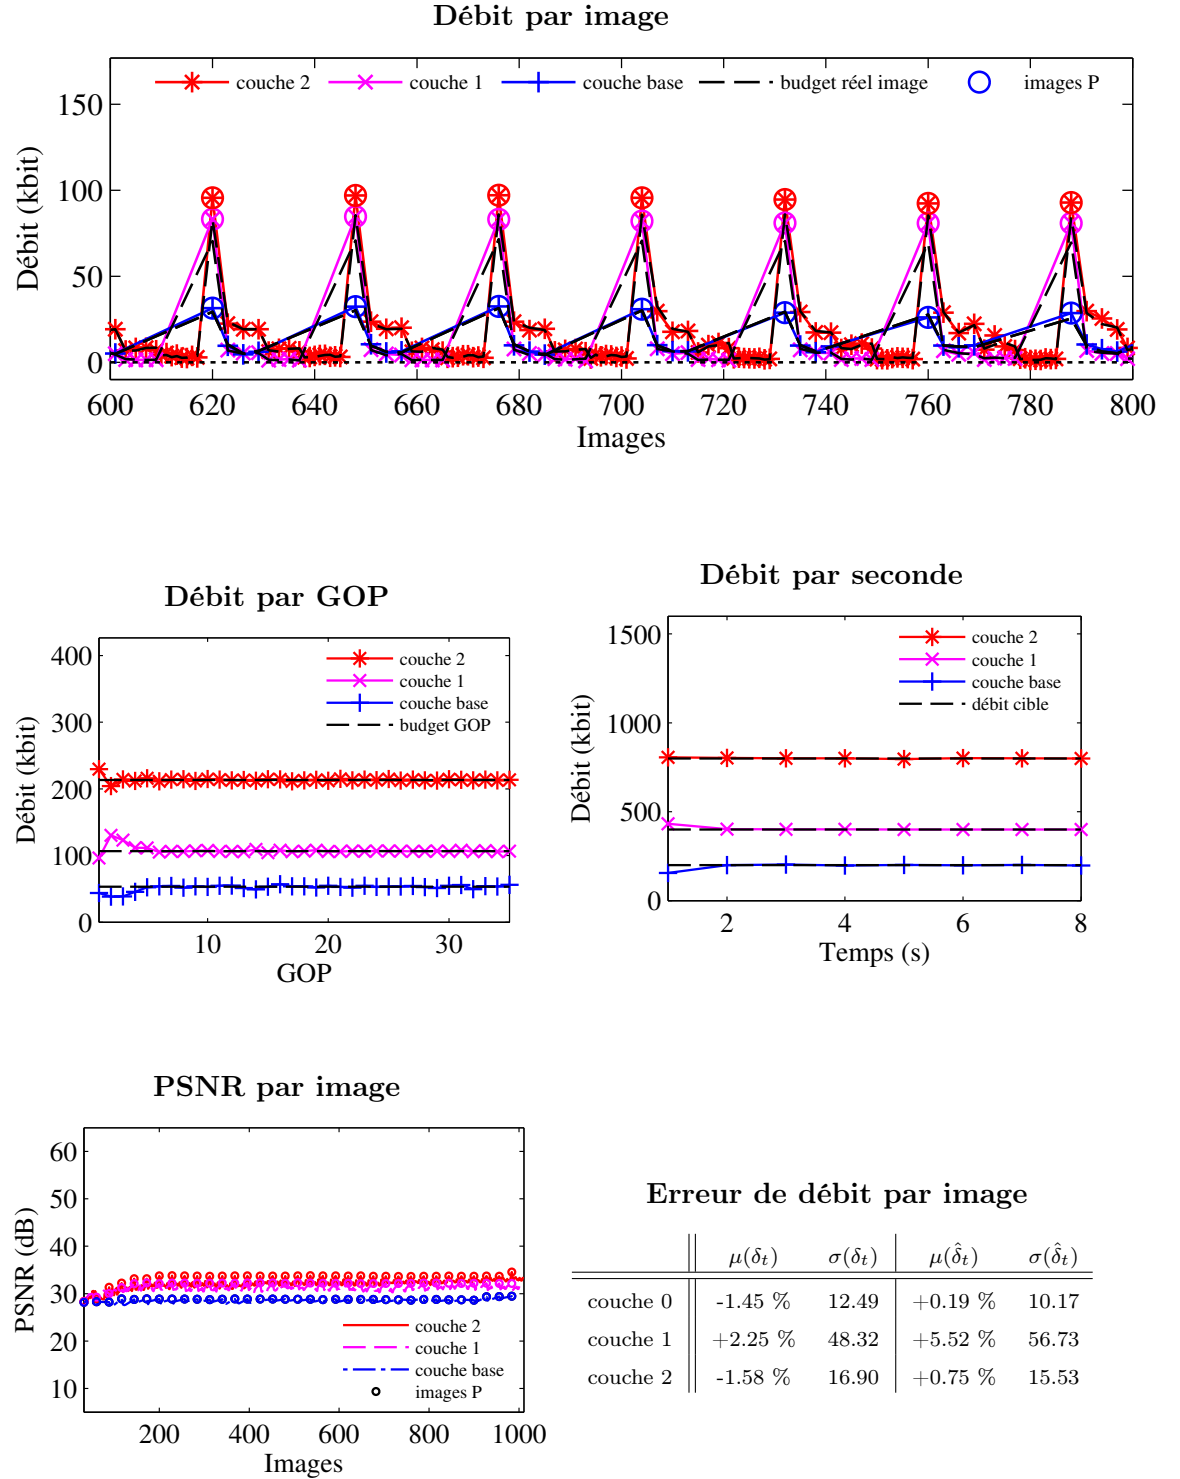 Débit par image
couche 2 couche 1 couche base budget réel image images P
150
100
50
0
Débit (kbit)
600 620 640 660 680 700 720 740 760 780 800
Images
Débit par GOP
400
300
200
100
0
Débit (kbit)
couche 2
couche 1
couche base
budget GOP
10 20 30
GOP
Débit par seconde
1500
1000
500
0
Débit (kbit)
couche 2
couche 1
couche base
débit cible
2 4 6 8
Temps (s)
PSNR par image
60
50
40
30
20
10
PSNR (dB)
couche 2
couche 1
couche base
images P
200 400 600 800 1000
Images
Erreur de débit par image
μ(δt) σ(δt) μ(δ̂t) σ(δ̂t)
couche 0 -1.45 % 12.49 +0.19 % 10.17
couche 1 +2.25 % 48.32 +5.52 % 56.73
couche 2 -1.58 % 16.90 +0.75 % 15.53